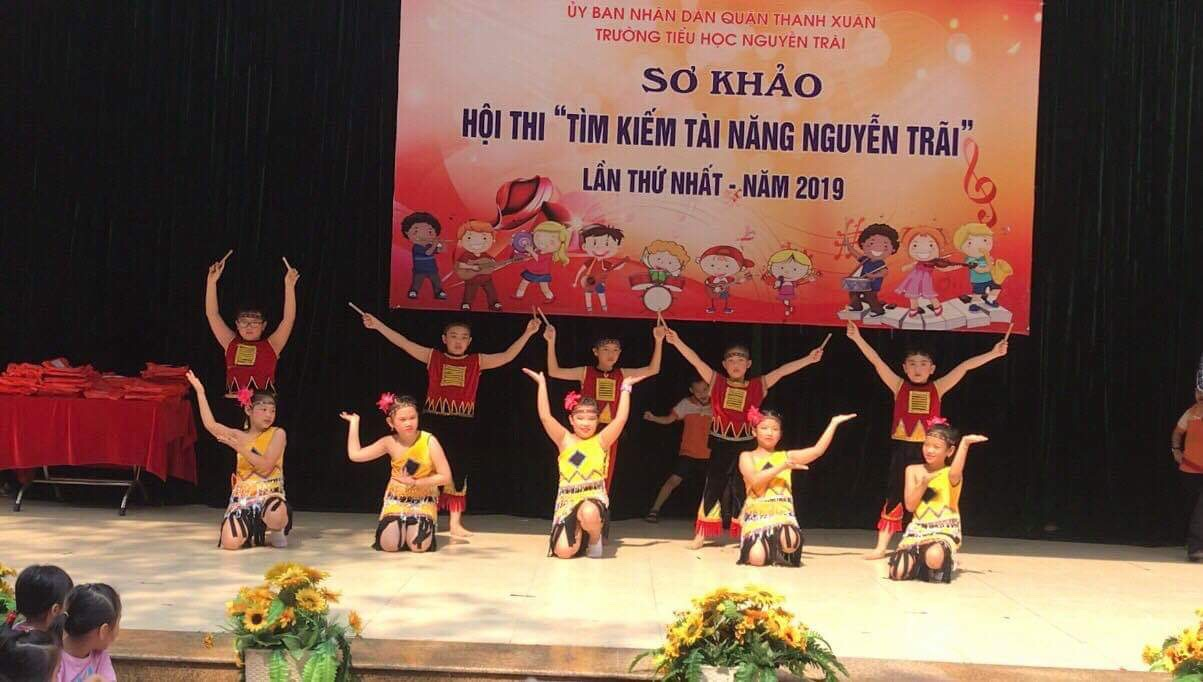 ỦY BAN NHÂN DÂN QUẬN THANH XUÂN
TRƯỜNG TIỂU HỌC NGUYỄN TRÃI
SƠ KHẢO
HỘI THI “TÌM KIẾM TÀI NĂNG NGUYỄN TRÃI”
LẦN THỨ NHẤT - NĂM 2019